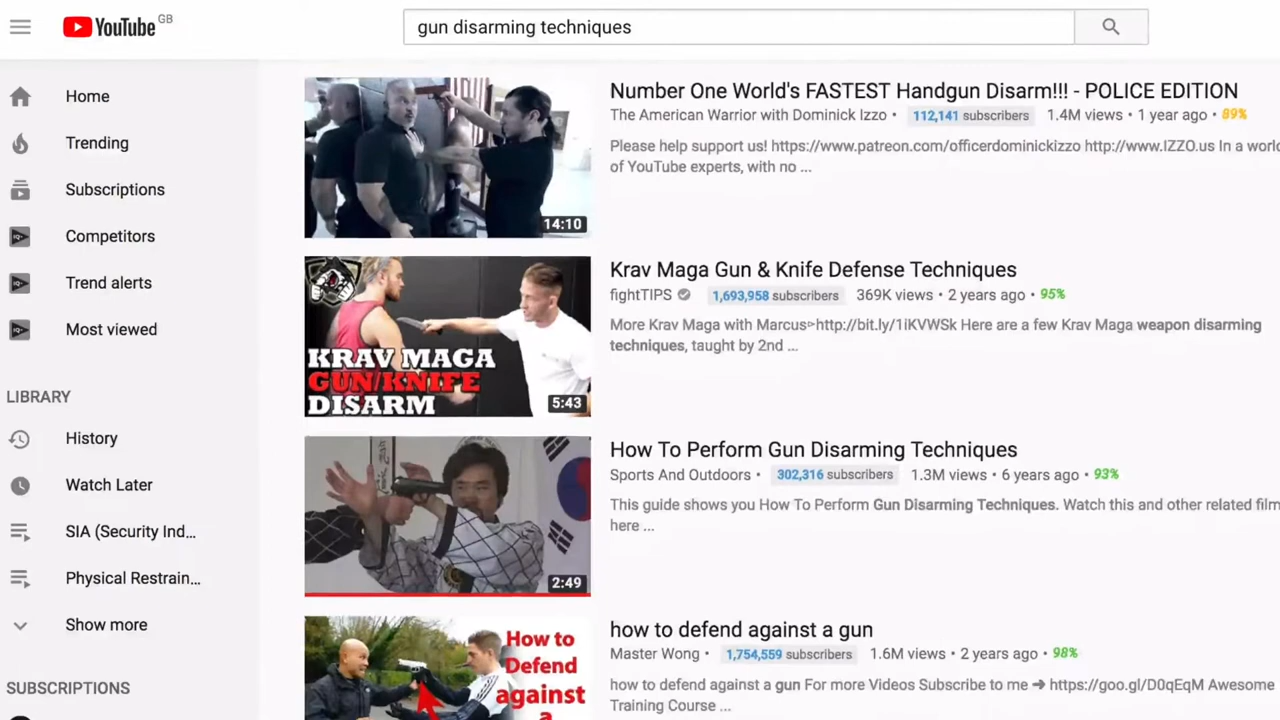 YouTube GB
gun disarming techniques
Home
Trending
Subscriptions
Competitors
Trend alerts
Most viewed
LIBRARY
History
Watch Later
SIA (Security Ind...
Physical Restrain...
Show more
SUBSCRIPTIONS
14:10
Number One World's FASTEST Handgun Disarm!!! - POLICE EDITION
The American Warrior with Dominick Izzo • 112,141 subscribers 1.4M views • 1 year ago • 89%
Please help support us! https://www.patreon.com/officerdominickizzo http://www.IZZO.us In a world
of YouTube experts, with no ...
KRAV MAGA
GUN/KNIFE
DISARM
5:43
Krav Maga Gun & Knife Defense Techniques
fightTIPS 1,693,958 subscribers 369K views • 2 years ago • 95%
More Krav Maga with Marcus▻http://bit.ly/1iKVWSk Here are a few Krav Maga weapon disarming
techniques, taught by 2nd ...
2:49
How To Perform Gun Disarming Techniques
Sports And Outdoors • 302,316 subscribers 1.3M views • 6 years ago • 93%
This guide shows you How To Perform Gun Disarming Techniques. Watch this and other related film
here ...
How to
Defend
against
a
how to defend against a gun
Master Wong • 1,754,559 subscribers 1.6M views • 2 years ago • 98%
how to defend against a gun For more Videos Subscribe to me ➜ https://goo.gl/D0qEqM Awesome
Training Course ...